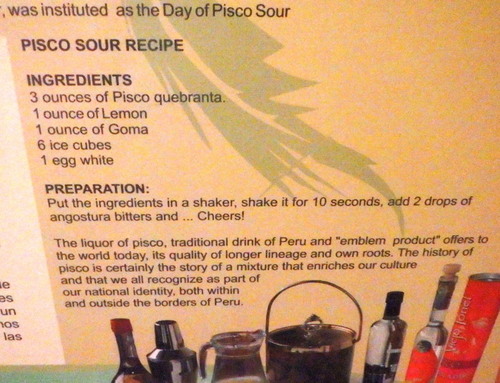 , was instituted as the Day of Pisco Sour
PISCO SOUR RECIPE
INGREDIENTS
3 ounces of Pisco quebranta.
1 ounce of Lemon
1 ounce of Goma
6 ice cubes
1 egg white
PREPARATION:
Put the ingredients in a shaker, shake it for 10 seconds, add 2 drops of
angostura bitters and ... Cheers!
The liquor of pisco, traditional drink of Peru and "emblem product" offers to
the world today, its quality of longer lineage and own roots. The history of
pisco is certainly the story of a mixture that enriches our culture
and that we all recognize as part of
our national identity, both within
and outside the borders of Peru.
es
un
nos
las